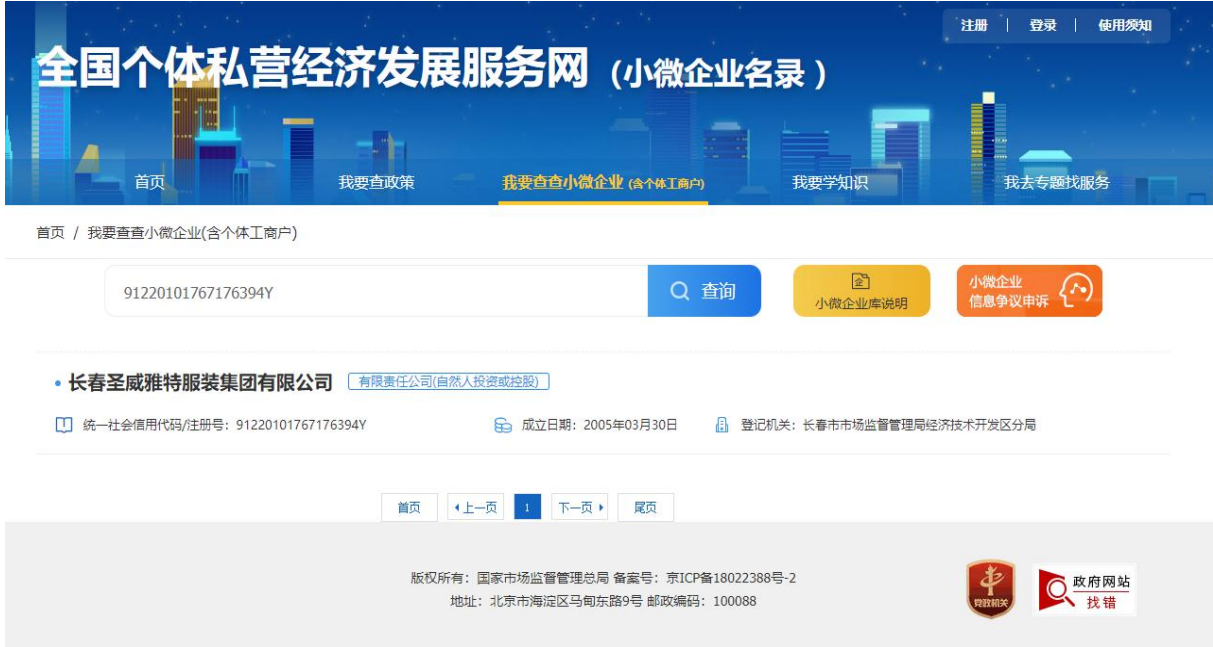 注册 | 登录 | 使用须知
全国个体私营经济发展服务网（小微企业名录）
首页 我要查政策 我要查查小微企业 (含个体工商户) 我要学知识 我去专题找服务
首页 / 我要查查小微企业(含个体工商户)
91220101767176394Y 查询 小微企业库说明
小微企业
信息争议申诉
长春圣威雅特服装集团有限公司 有限责任公司(自然人投资或控股)
统一社会信用代码/注册号：91220101767176394Y 成立日期：2005年03月30日 登记机关：长春市市场监督管理局经济技术开发区分局
首页 上一页 1 下一页 尾页
版权所有：国家市场监督管理总局 备案号：京ICP备18022388号-2
地址：北京市海淀区马甸东路9号 邮政编码：100088
党政机关
政府网站
找错